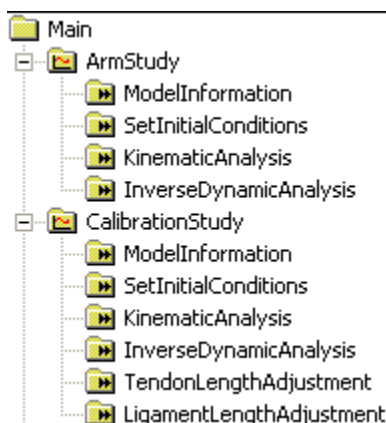 Main
ArmStudy
ModelInformation
SetInitialConditions
KinematicAnalysis
InverseDynamicAnalysis
CalibrationStudy
ModelInformation
SetInitialConditions
KinematicAnalysis
InverseDynamicAnalysis
TendonLengthAdjustment
LigamentLengthAdjustment